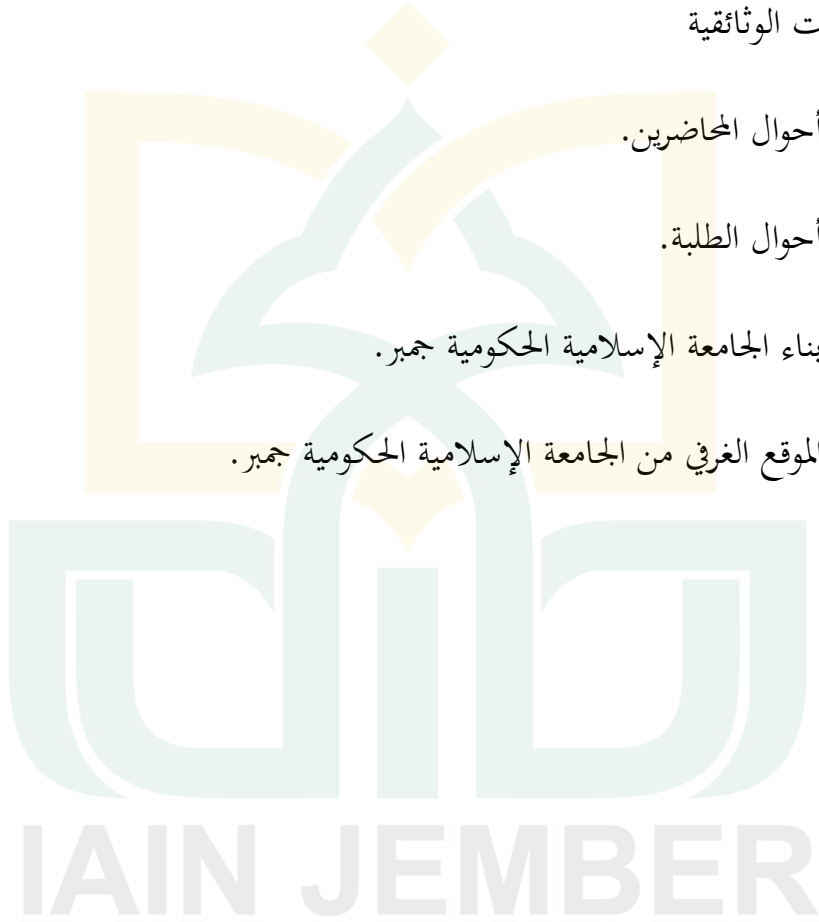 الوثائقية
أحوال المحاضرين.
أحوال الطلبة.
بناء الجامعة الإسلامية الحكومية جمبر.
الموقع الغرفي من الجامعة الإسلامية الحكومية جمبر.
IAIN JEMBER